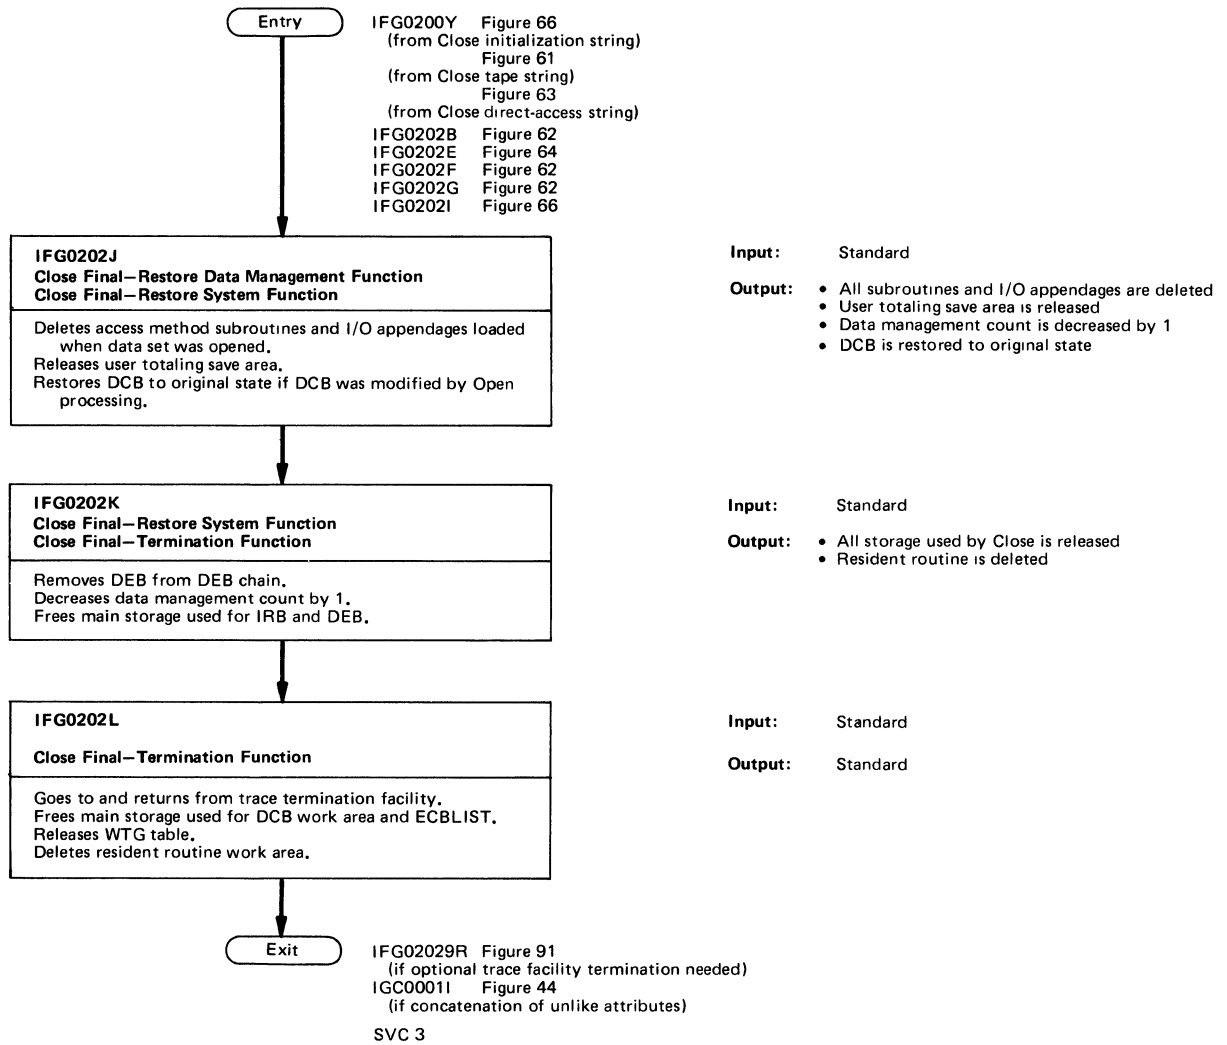 Entry
IFG0200Y Figure 66
(from Close initialization string)
Figure 61
(from Close tape string)
Figure 63
(from Close direct-access string)
IFG0202B Figure 62
IFG0202E Figure 64
IFG0202F Figure 62
IFG0202G Figure 62
IFG0202I Figure 66
IFG0202J
Close Final—Restore Data Management Function
Close Final—Restore System Function
Deletes access method subroutines and I/O appendages loaded
when data set was opened.
Releases user totaling save area.
Restores DCB to original state if DCB was modified by Open
processing.
Input: Standard
Output: • All subroutines and I/O appendages are deleted
• User totaling save area is released
• Data management count is decreased by 1
• DCB is restored to original state
IFG0202K
Close Final—Restore System Function
Close Final—Termination Function
Removes DEB from DEB chain.
Decreases data management count by 1.
Frees main storage used for IRB and DEB.
Input: Standard
Output: • All storage used by Close is released
• Resident routine is deleted
IFG0202L
Close Final—Termination Function
Goes to and returns from trace termination facility.
Frees main storage used for DCB work area and ECBLIST.
Releases WTG table.
Deletes resident routine work area.
Input: Standard
Output: Standard
Exit
IFG02029R Figure 91
(if optional trace facility termination needed)
IGC0001I Figure 44
(if concatenation of unlike attributes)
SVC 3